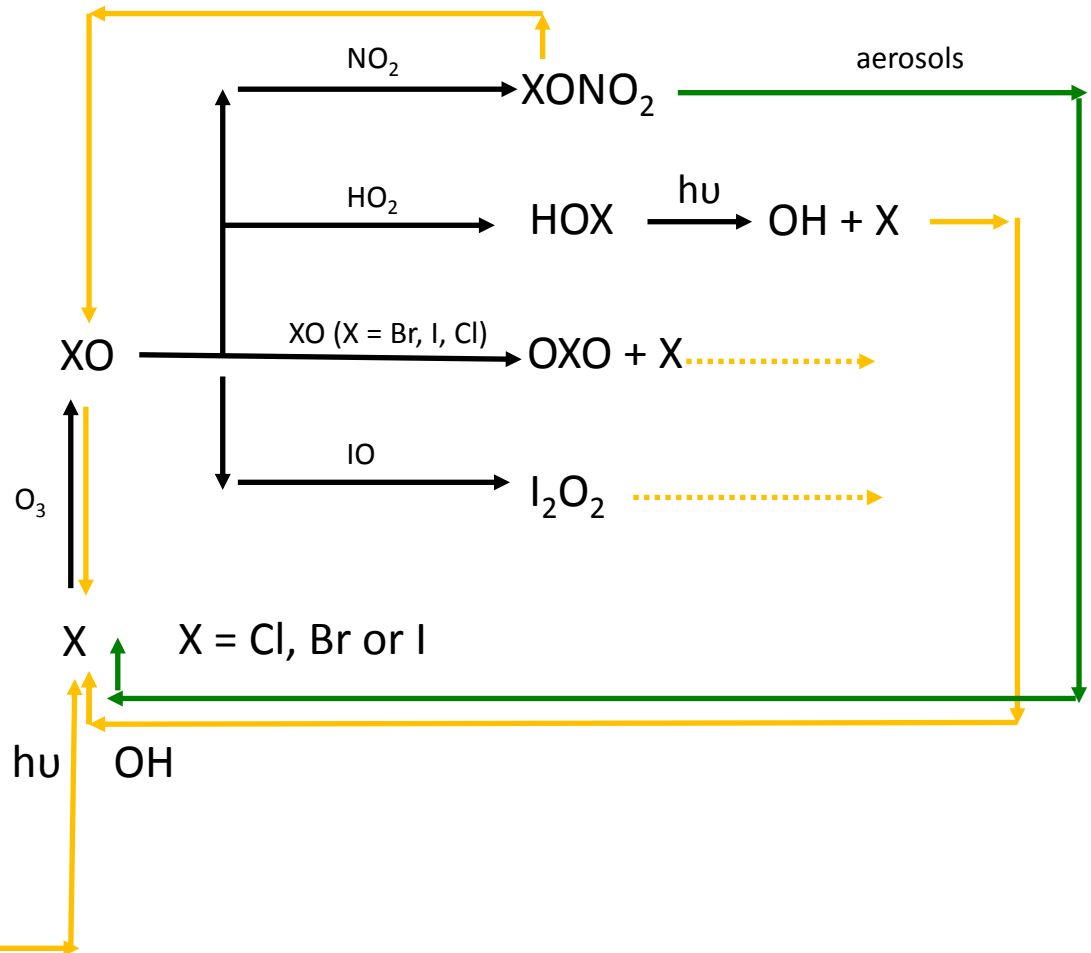 NO₂
XONO₂
aerosols
HO₂
HOX
hυ
OH + X
XO
XO (X = Br, I, Cl)
OXO + X
IO
I₂O₂
O₃
X
X = Cl, Br or I
hυ
OH